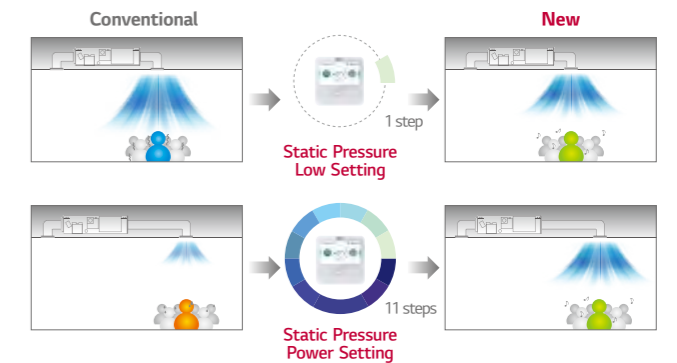 Conventional
New
1 step
Static Pressure
Low Setting
11 steps
Static Pressure
Power Setting